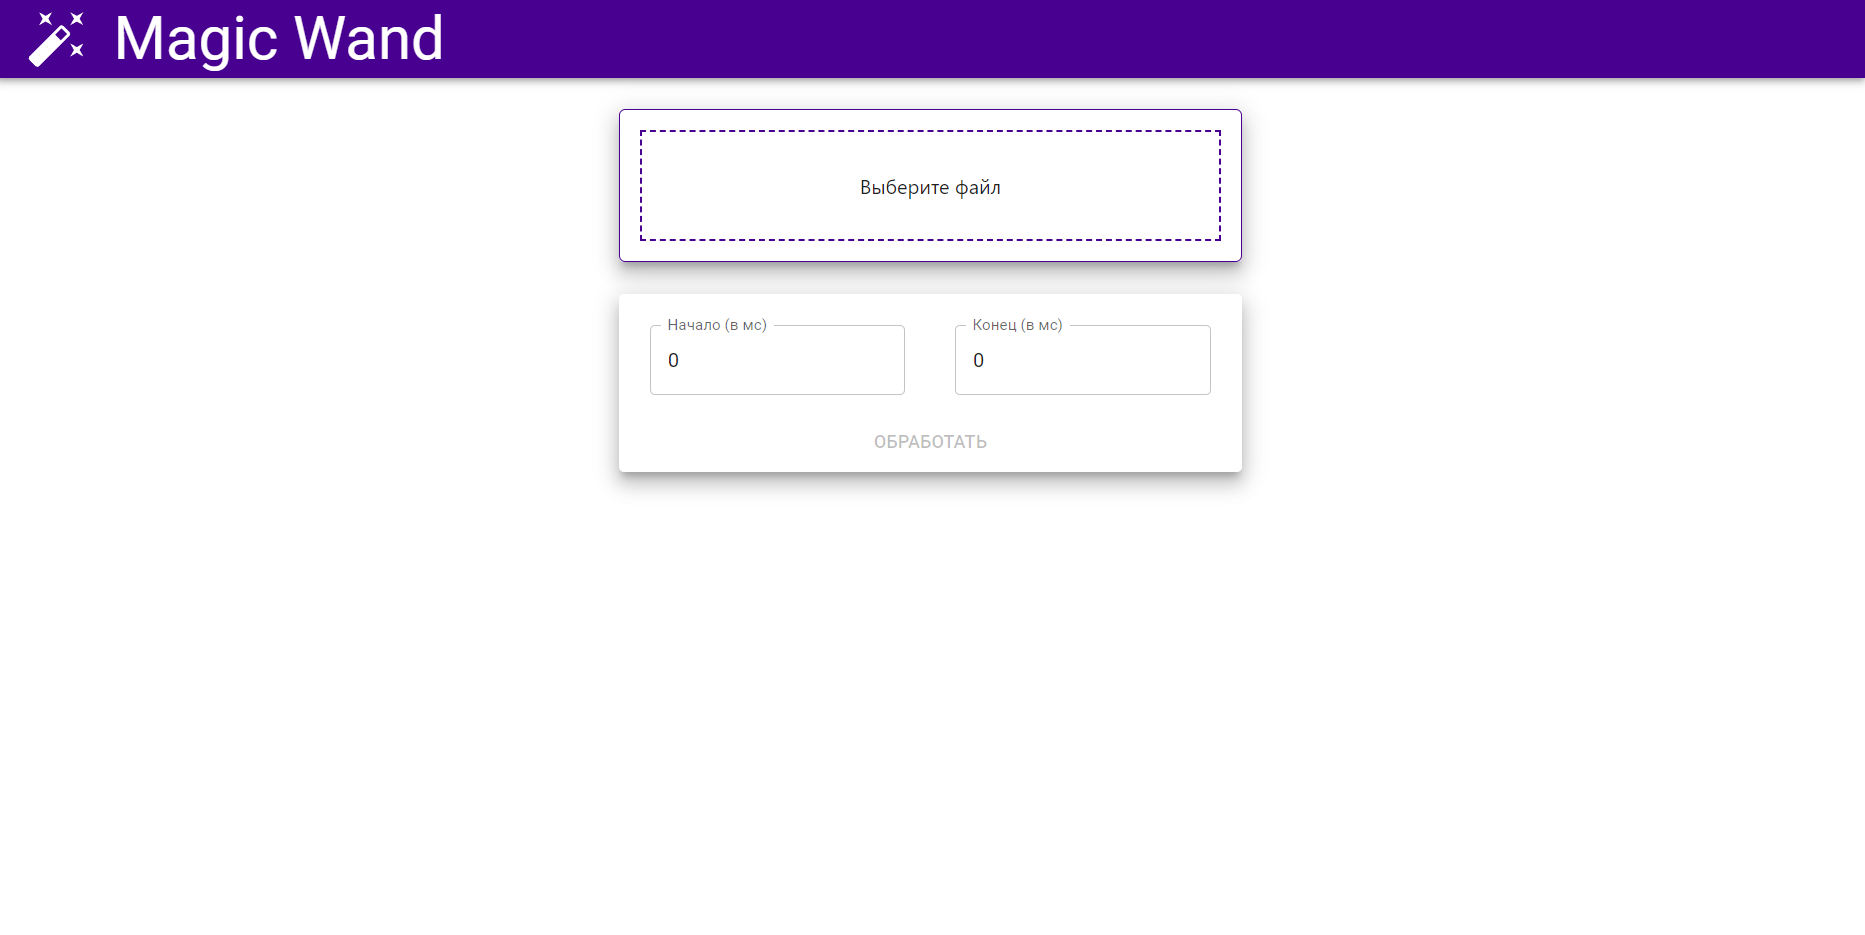 Magic Wand
Выберите файл
Начало (в мс)
0
Конец (в мс)
0
ОБРАБОТАТЬ